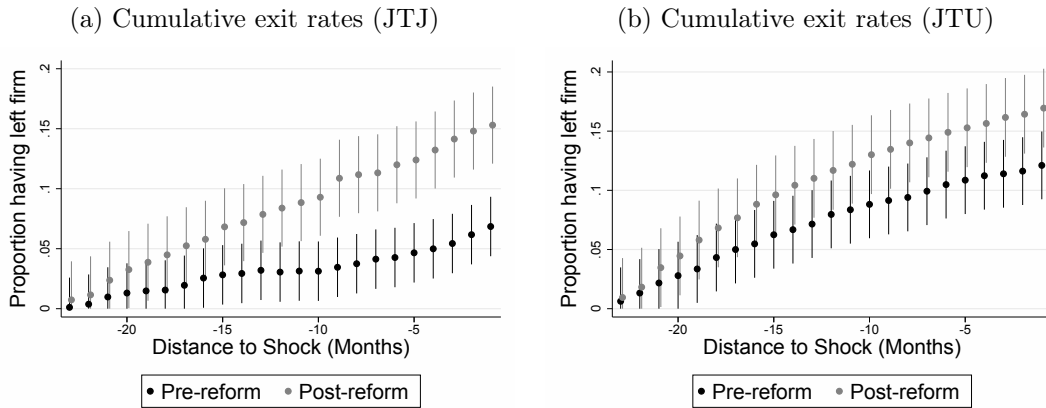 (a) Cumulative exit rates (JTJ)
Proportion having left firm
.2
.15
.1
.05
0
-20
-15
-10
-5
Distance to Shock (Months)
Pre-reform
Post-reform
(b) Cumulative exit rates (JTU)
Proportion having left firm
.2
.15
.1
.05
0
-20
-15
-10
-5
Distance to Shock (Months)
Pre-reform
Post-reform